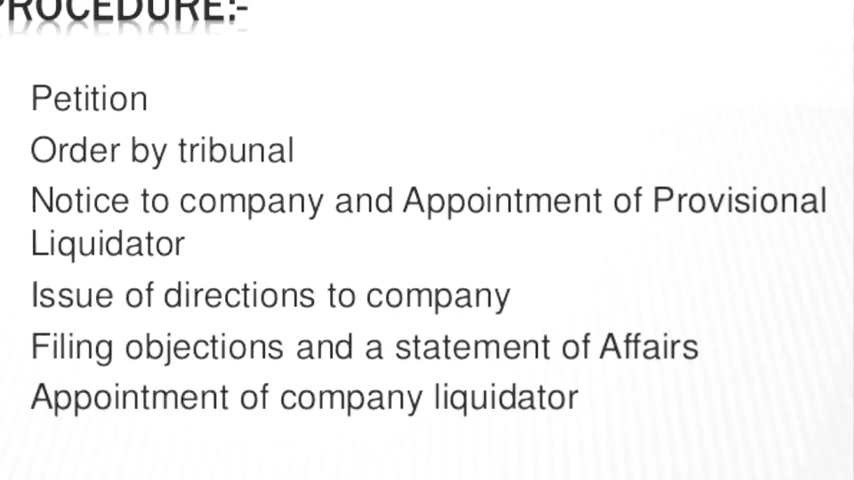 PROCEDURE:-
Petition
Order by tribunal
Notice to company and Appointment of Provisional
Liquidator
Issue of directions to company
Filing objections and a statement of Affairs
Appointment of company liquidator